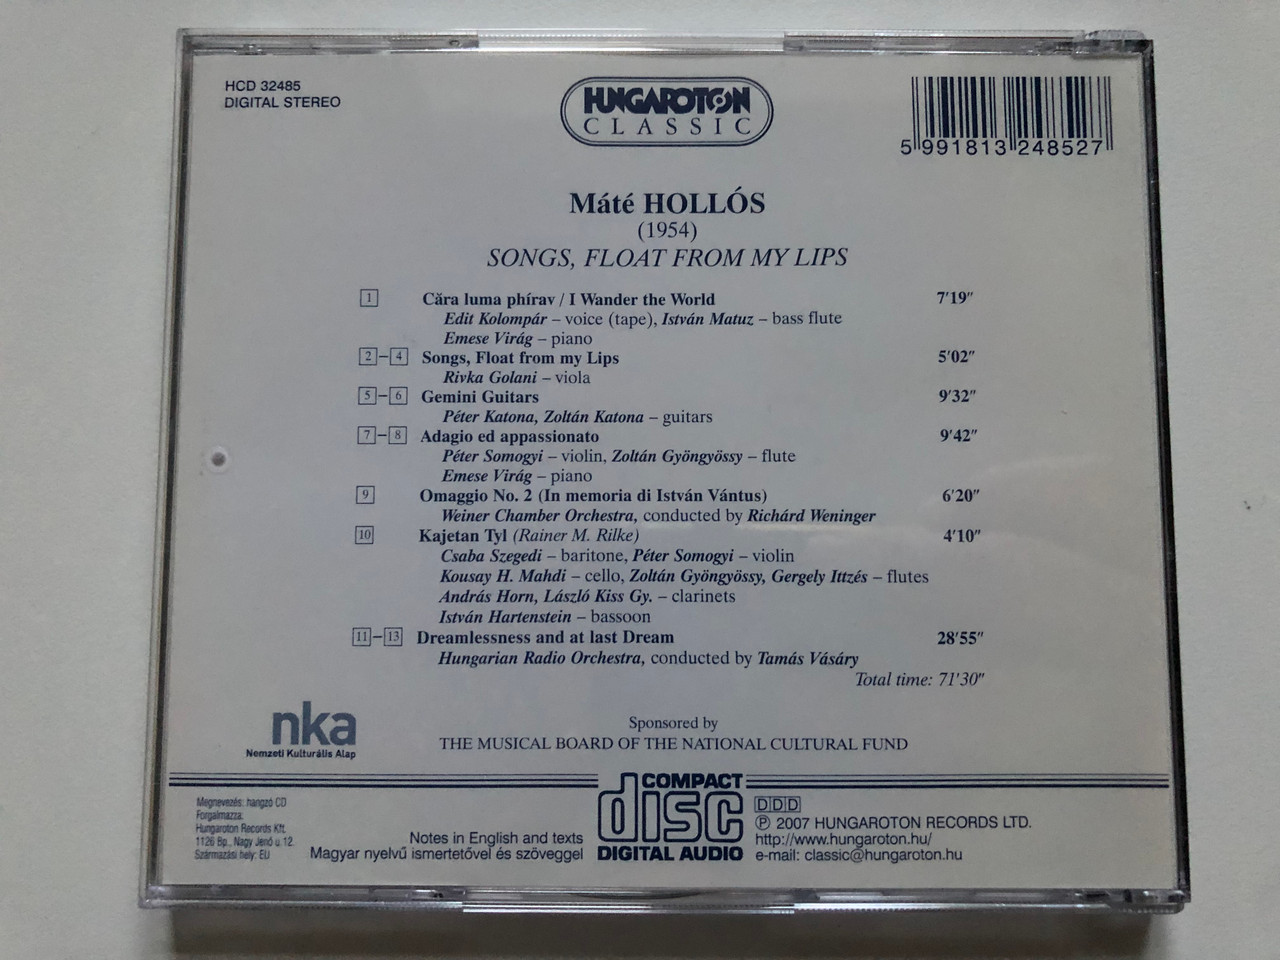 HCD 32485
DIGITAL STEREO
HUNGAROTON
CLASSIC
5 991813 248527
Máté HOLLÓS
(1954)
SONGS, FLOAT FROM MY LIPS
1 Căra luma phírav / I Wander the World 7'19"
Edit Kolompár – voice (tape), István Matuz – bass flute
Emese Virág – piano
2–4 Songs, Float from my Lips 5'02"
Rivka Golani – viola
5–6 Gemini Guitars 9'32"
Péter Katona, Zoltán Katona – guitars
7–8 Adagio ed appassionato 9'42"
Péter Somogyi – violin, Zoltán Gyöngyössy – flute
Emese Virág – piano
9 Omaggio No. 2 (In memoria di István Vántus) 6'20"
Weiner Chamber Orchestra, conducted by Richárd Weninger
10 Kajetan Tyl (Rainer M. Rilke) 4'10"
Csaba Szegedi – baritone, Péter Somogyi – violin
Kousay H. Mahdi – cello, Zoltán Gyöngyössy, Gergely Ittzés – flutes
András Horn, László Kiss Gy. – clarinets
István Hartenstein – bassoon
11–13 Dreamlessness and at last Dream 28'55"
Hungarian Radio Orchestra, conducted by Tamás Vásáry
Total time: 71'30"
nka
Nemzeti Kulturális Alap
Sponsored by
THE MUSICAL BOARD OF THE NATIONAL CULTURAL FUND
Megnevezés: hangzó CD
Forgalmazza:
Hungaroton Records Kft.
1126 Bp., Nagy Jenő u. 12.
Származási hely: EU
Notes in English and texts
Magyar nyelvű ismertetővel és szöveggel
COMPACT
disc
DIGITAL AUDIO
DDD
℗ 2007 HUNGAROTON RECORDS LTD.
http://www.hungaroton.hu/
e-mail: classic@hungaroton.hu